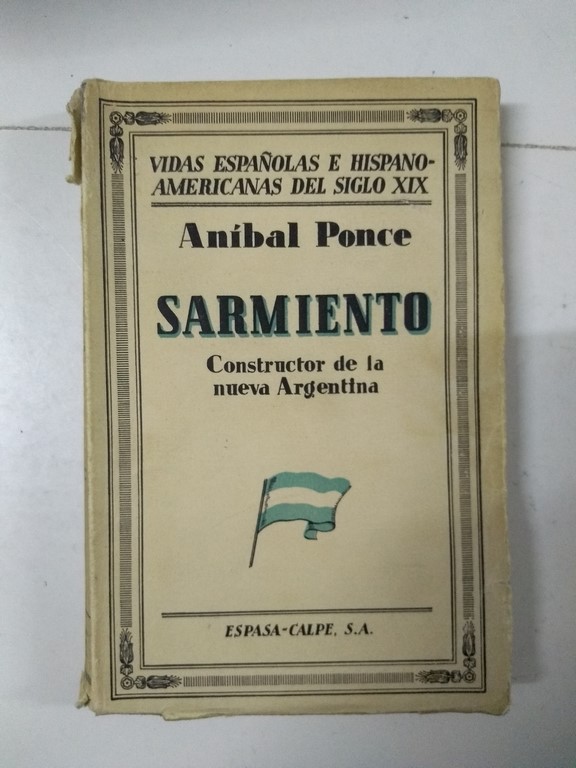 VIDAS ESPAÑOLAS E HISPANO-
AMERICANAS DEL SIGLO XIX
Aníbal Ponce
SARMIENTO
Constructor de la
nueva Argentina
ESPASA-CALPE, S.A.